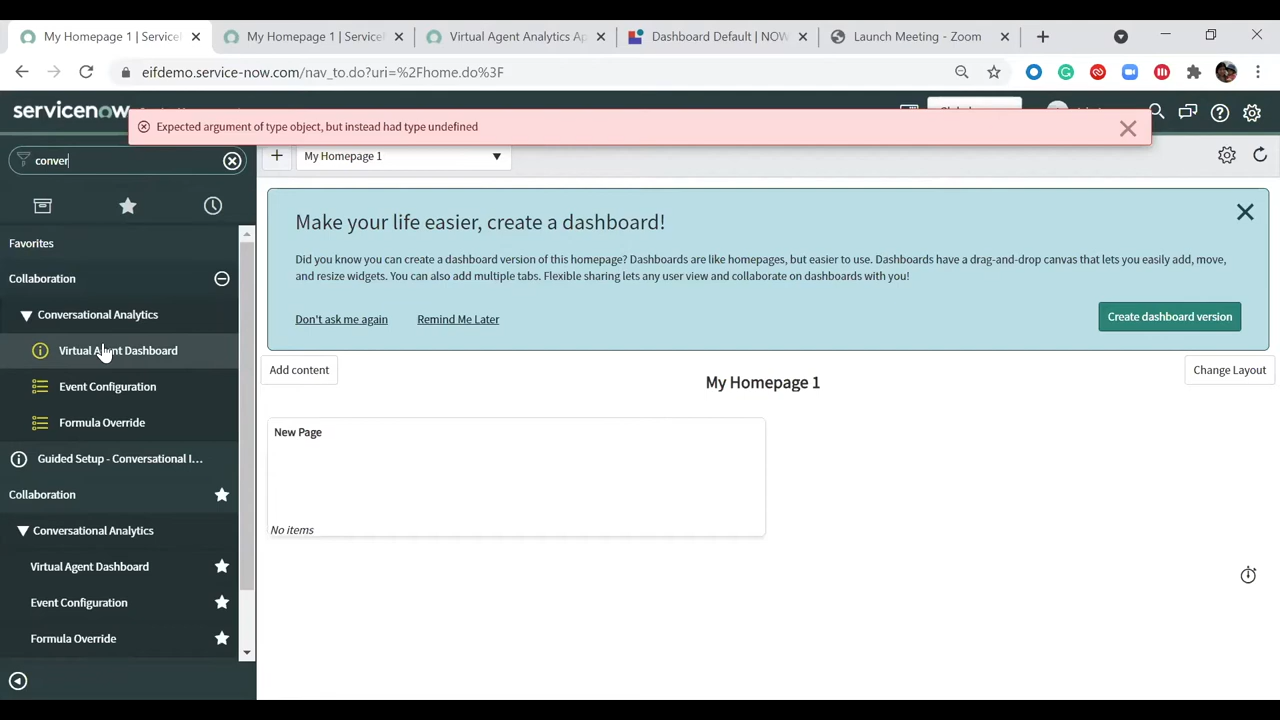 My Homepage 1 | Service
My Homepage 1 | Service
Virtual Agent Analytics Ap
Dashboard Default | NOW
Launch Meeting - Zoom
eifdemo.service-now.com/nav_to.do?uri=%2Fhome.do%3F
servicenow
Expected argument of type object, but instead had type undefined
conver
My Homepage 1
Favorites
Collaboration
Conversational Analytics
Virtual Agent Dashboard
Event Configuration
Formula Override
Guided Setup - Conversational I...
Collaboration
Conversational Analytics
Virtual Agent Dashboard
Event Configuration
Formula Override
Make your life easier, create a dashboard!
Did you know you can create a dashboard version of this homepage? Dashboards are like homepages, but easier to use. Dashboards have a drag-and-drop canvas that lets you easily add, move,
and resize widgets. You can also add multiple tabs. Flexible sharing lets any user view and collaborate on dashboards with you!
Don't ask me again
Remind Me Later
Create dashboard version
Add content
My Homepage 1
Change Layout
New Page
No items